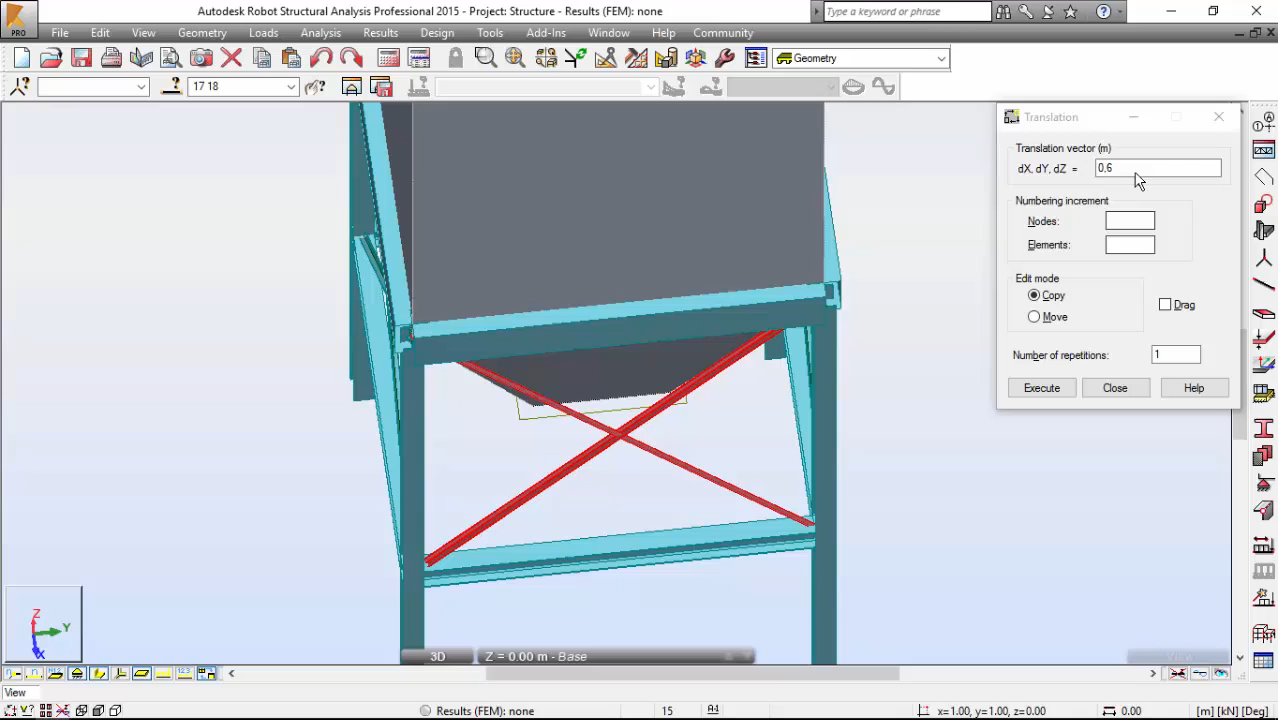 Autodesk Robot Structural Analysis Professional 2015 - Project: Structure - Results (FEM): none
Type a keyword or phrase
PRO
File Edit View Geometry Loads Analysis Results Design Tools Add-Ins Window Help Community
Geometry
17 18
Translation
Translation vector (m)
dX, dY, dZ = 0,6
Numbering increment
Nodes:
Elements:
Edit mode
Copy
Move
Drag
Number of repetitions: 1
Execute Close Help
Z
Y
X
3D Z = 0.00 m - Base
View
Results (FEM): none 15 x=1.00, y=1.00, z=0.00 0.00 [m] [kN] [Deg]